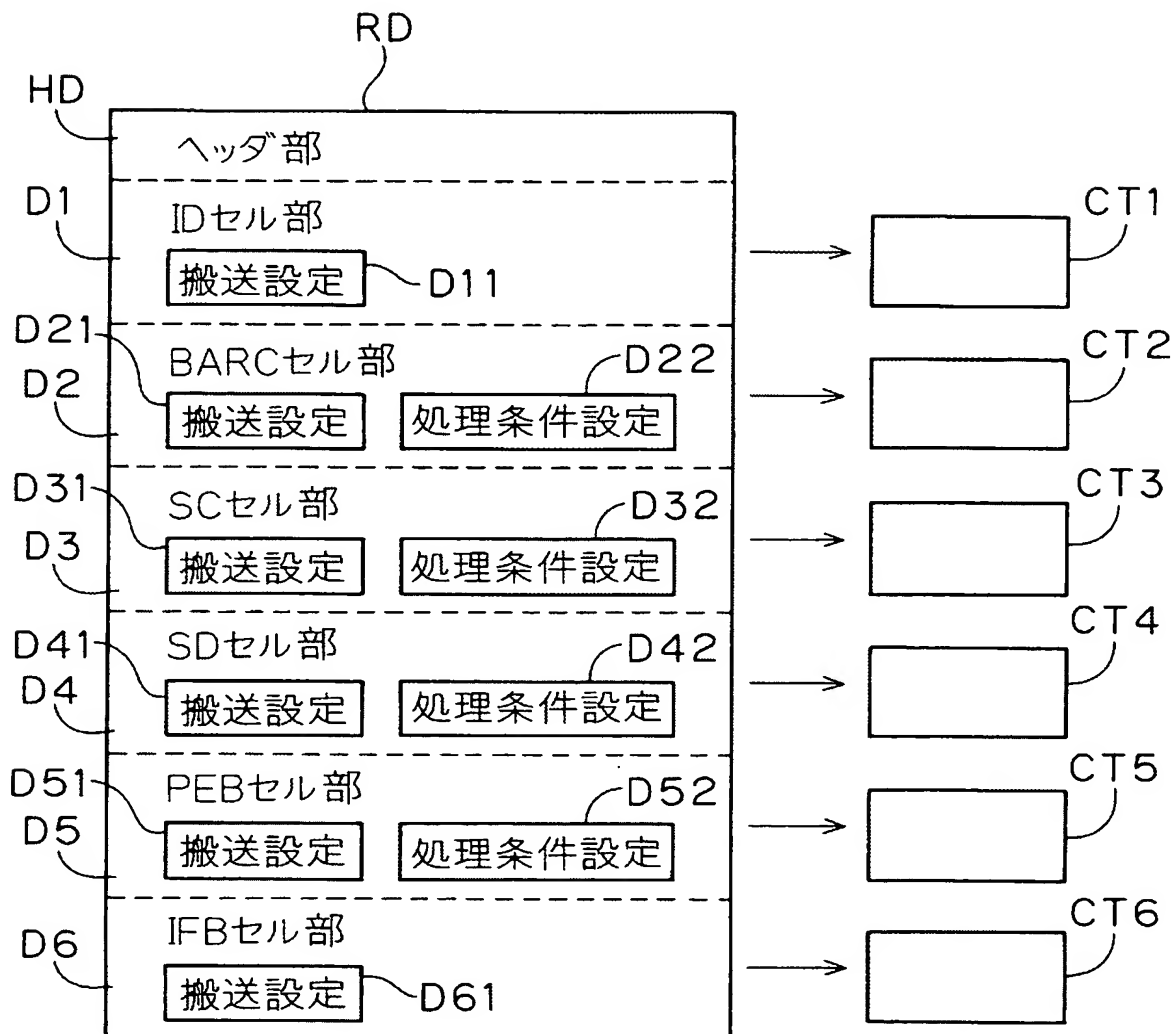 RD
HD
ヘッダ部
D1
IDセル部
CT1
搬送設定
D11
D21
BARCセル部
D22
CT2
D2
搬送設定
処理条件設定
D31
SCセル部
D32
CT3
D3
搬送設定
処理条件設定
D41
SDセル部
D42
CT4
D4
搬送設定
処理条件設定
D51
PEBセル部
D52
CT5
D5
搬送設定
処理条件設定
D6
IFBセル部
CT6
搬送設定
D61